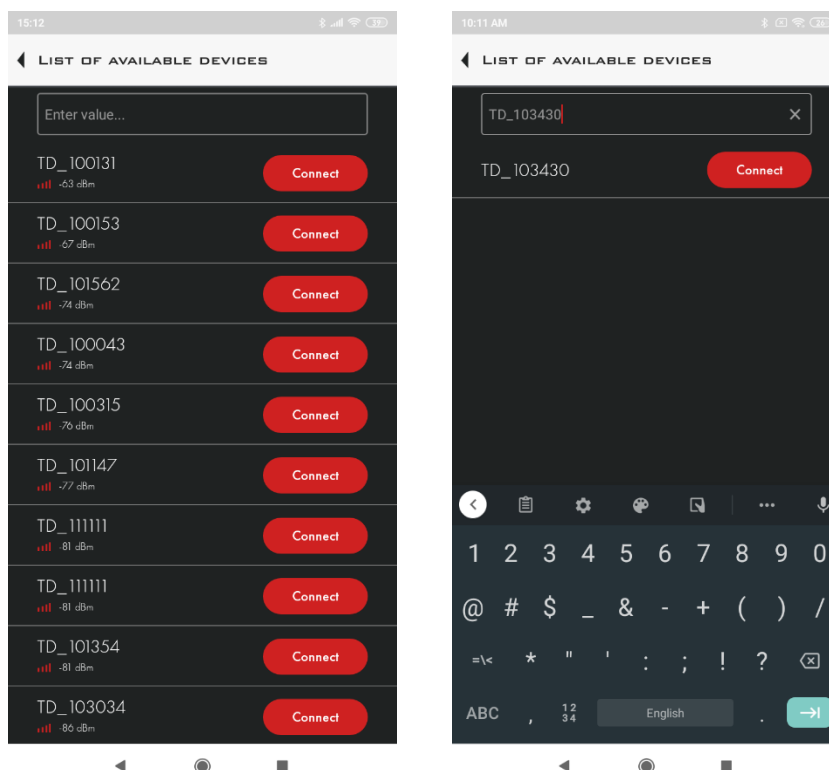 15:12
LIST OF AVAILABLE DEVICES
Enter value...
TD_100131
-63 dBm
Connect
TD_100153
-67 dBm
Connect
TD_101562
-74 dBm
Connect
TD_100043
-74 dBm
Connect
TD_100315
-76 dBm
Connect
TD_101147
-77 dBm
Connect
TD_111111
-81 dBm
Connect
TD_111111
-81 dBm
Connect
TD_101354
-81 dBm
Connect
TD_103034
-86 dBm
Connect
10:11 AM
LIST OF AVAILABLE DEVICES
TD_103430
TD_103430
Connect
1 2 3 4 5 6 7 8 9 0
@ # $ _ & - + ( ) /
=\< * " ' : ; ! ?
ABC , 12 English .
34